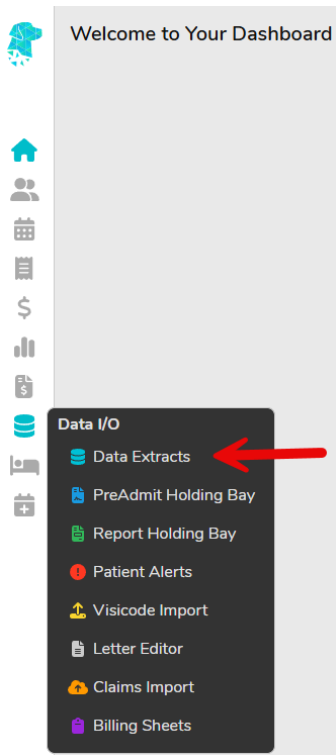 Welcome to Your Dashboard
Data I/O
Data Extracts
PreAdmit Holding Bay
Report Holding Bay
Patient Alerts
Visicode Import
Letter Editor
Claims Import
Billing Sheets